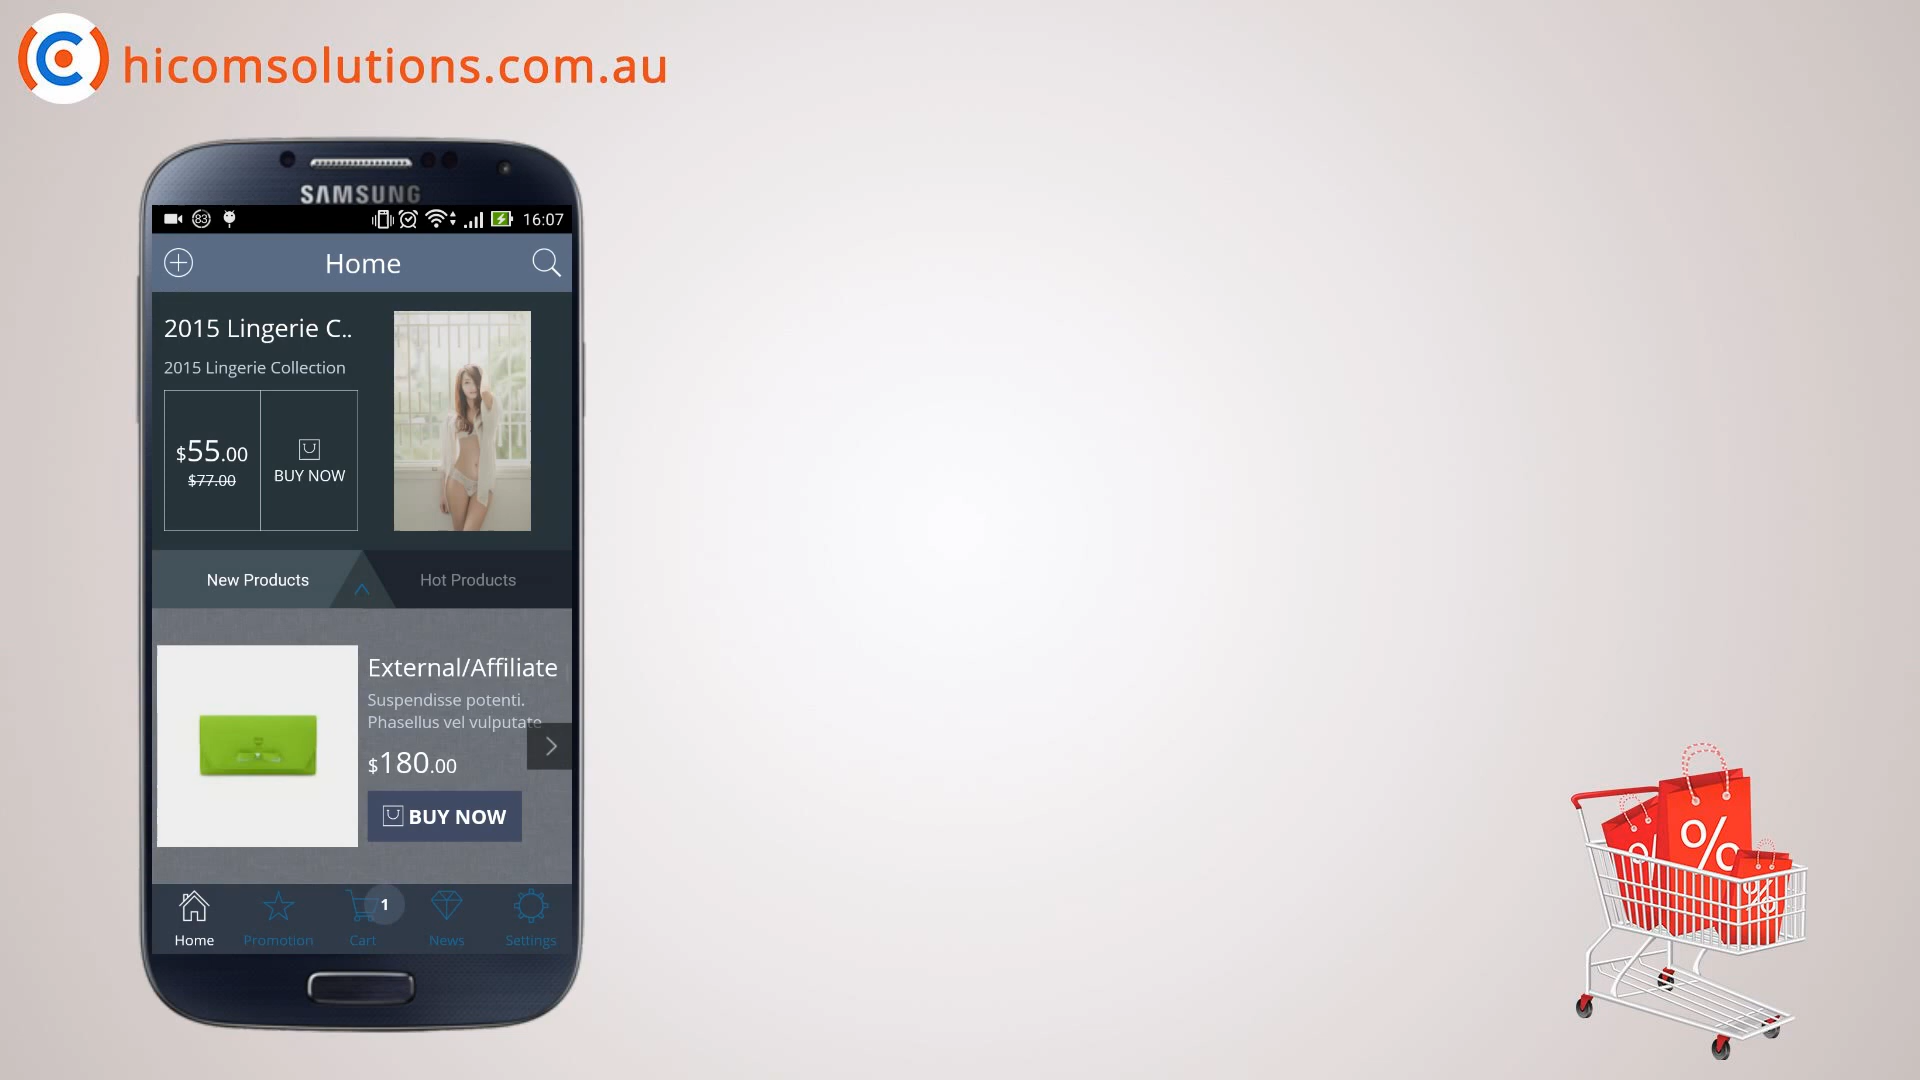 hicomsolutions.com.au
SAMSUNG
83
16:07
Home
2015 Lingerie C..
2015 Lingerie Collection
$55.00
$77.00
BUY NOW
New Products
Hot Products
External/Affiliate
Suspendisse potenti.
Phasellus vel vulputate
$180.00
BUY NOW
1
Home
Promotion
Cart
News
Settings
%
%
%